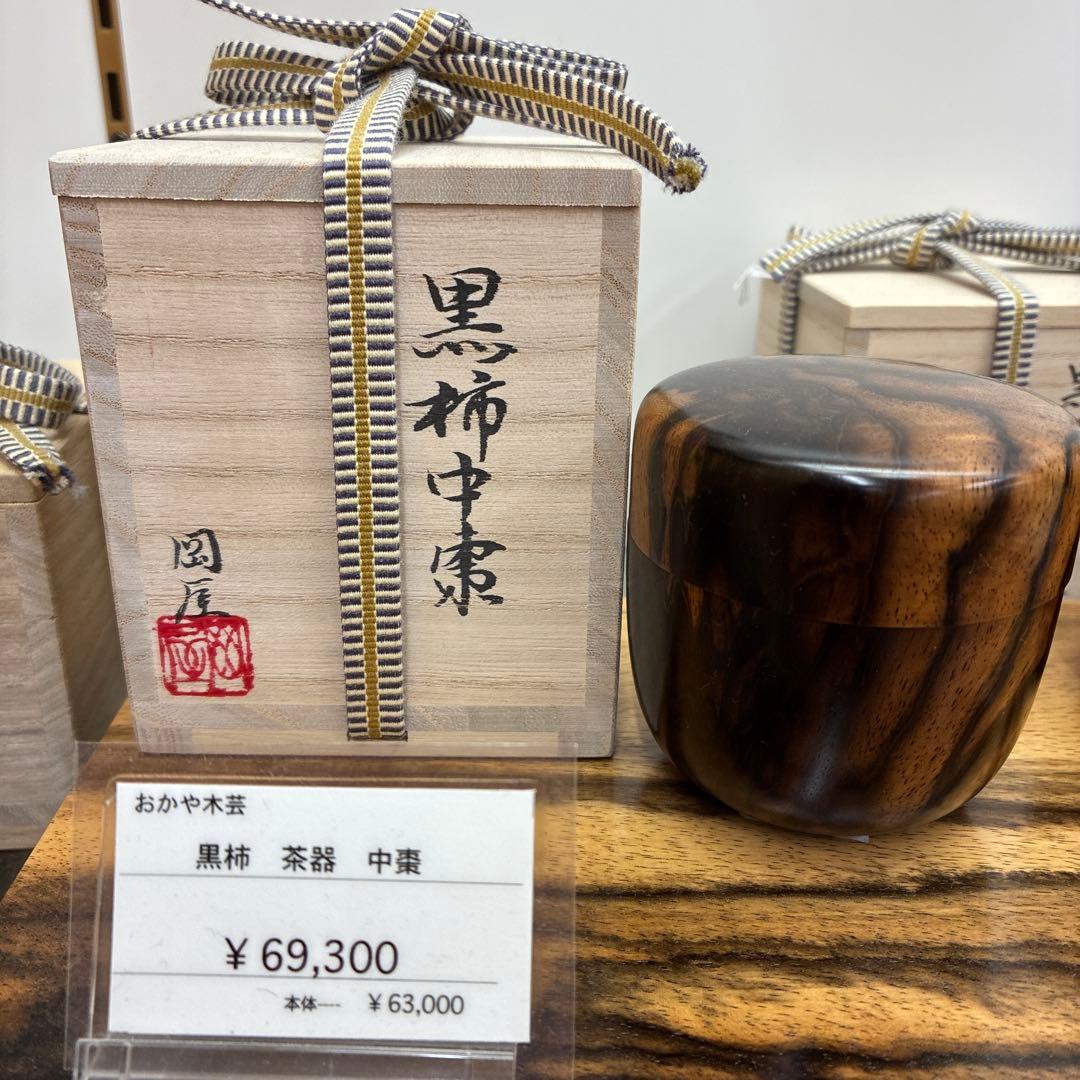 黒柿中棗
岡屋
おかや木芸
黒柿 茶器 中棗
￥69,300
本体---- ￥63,000